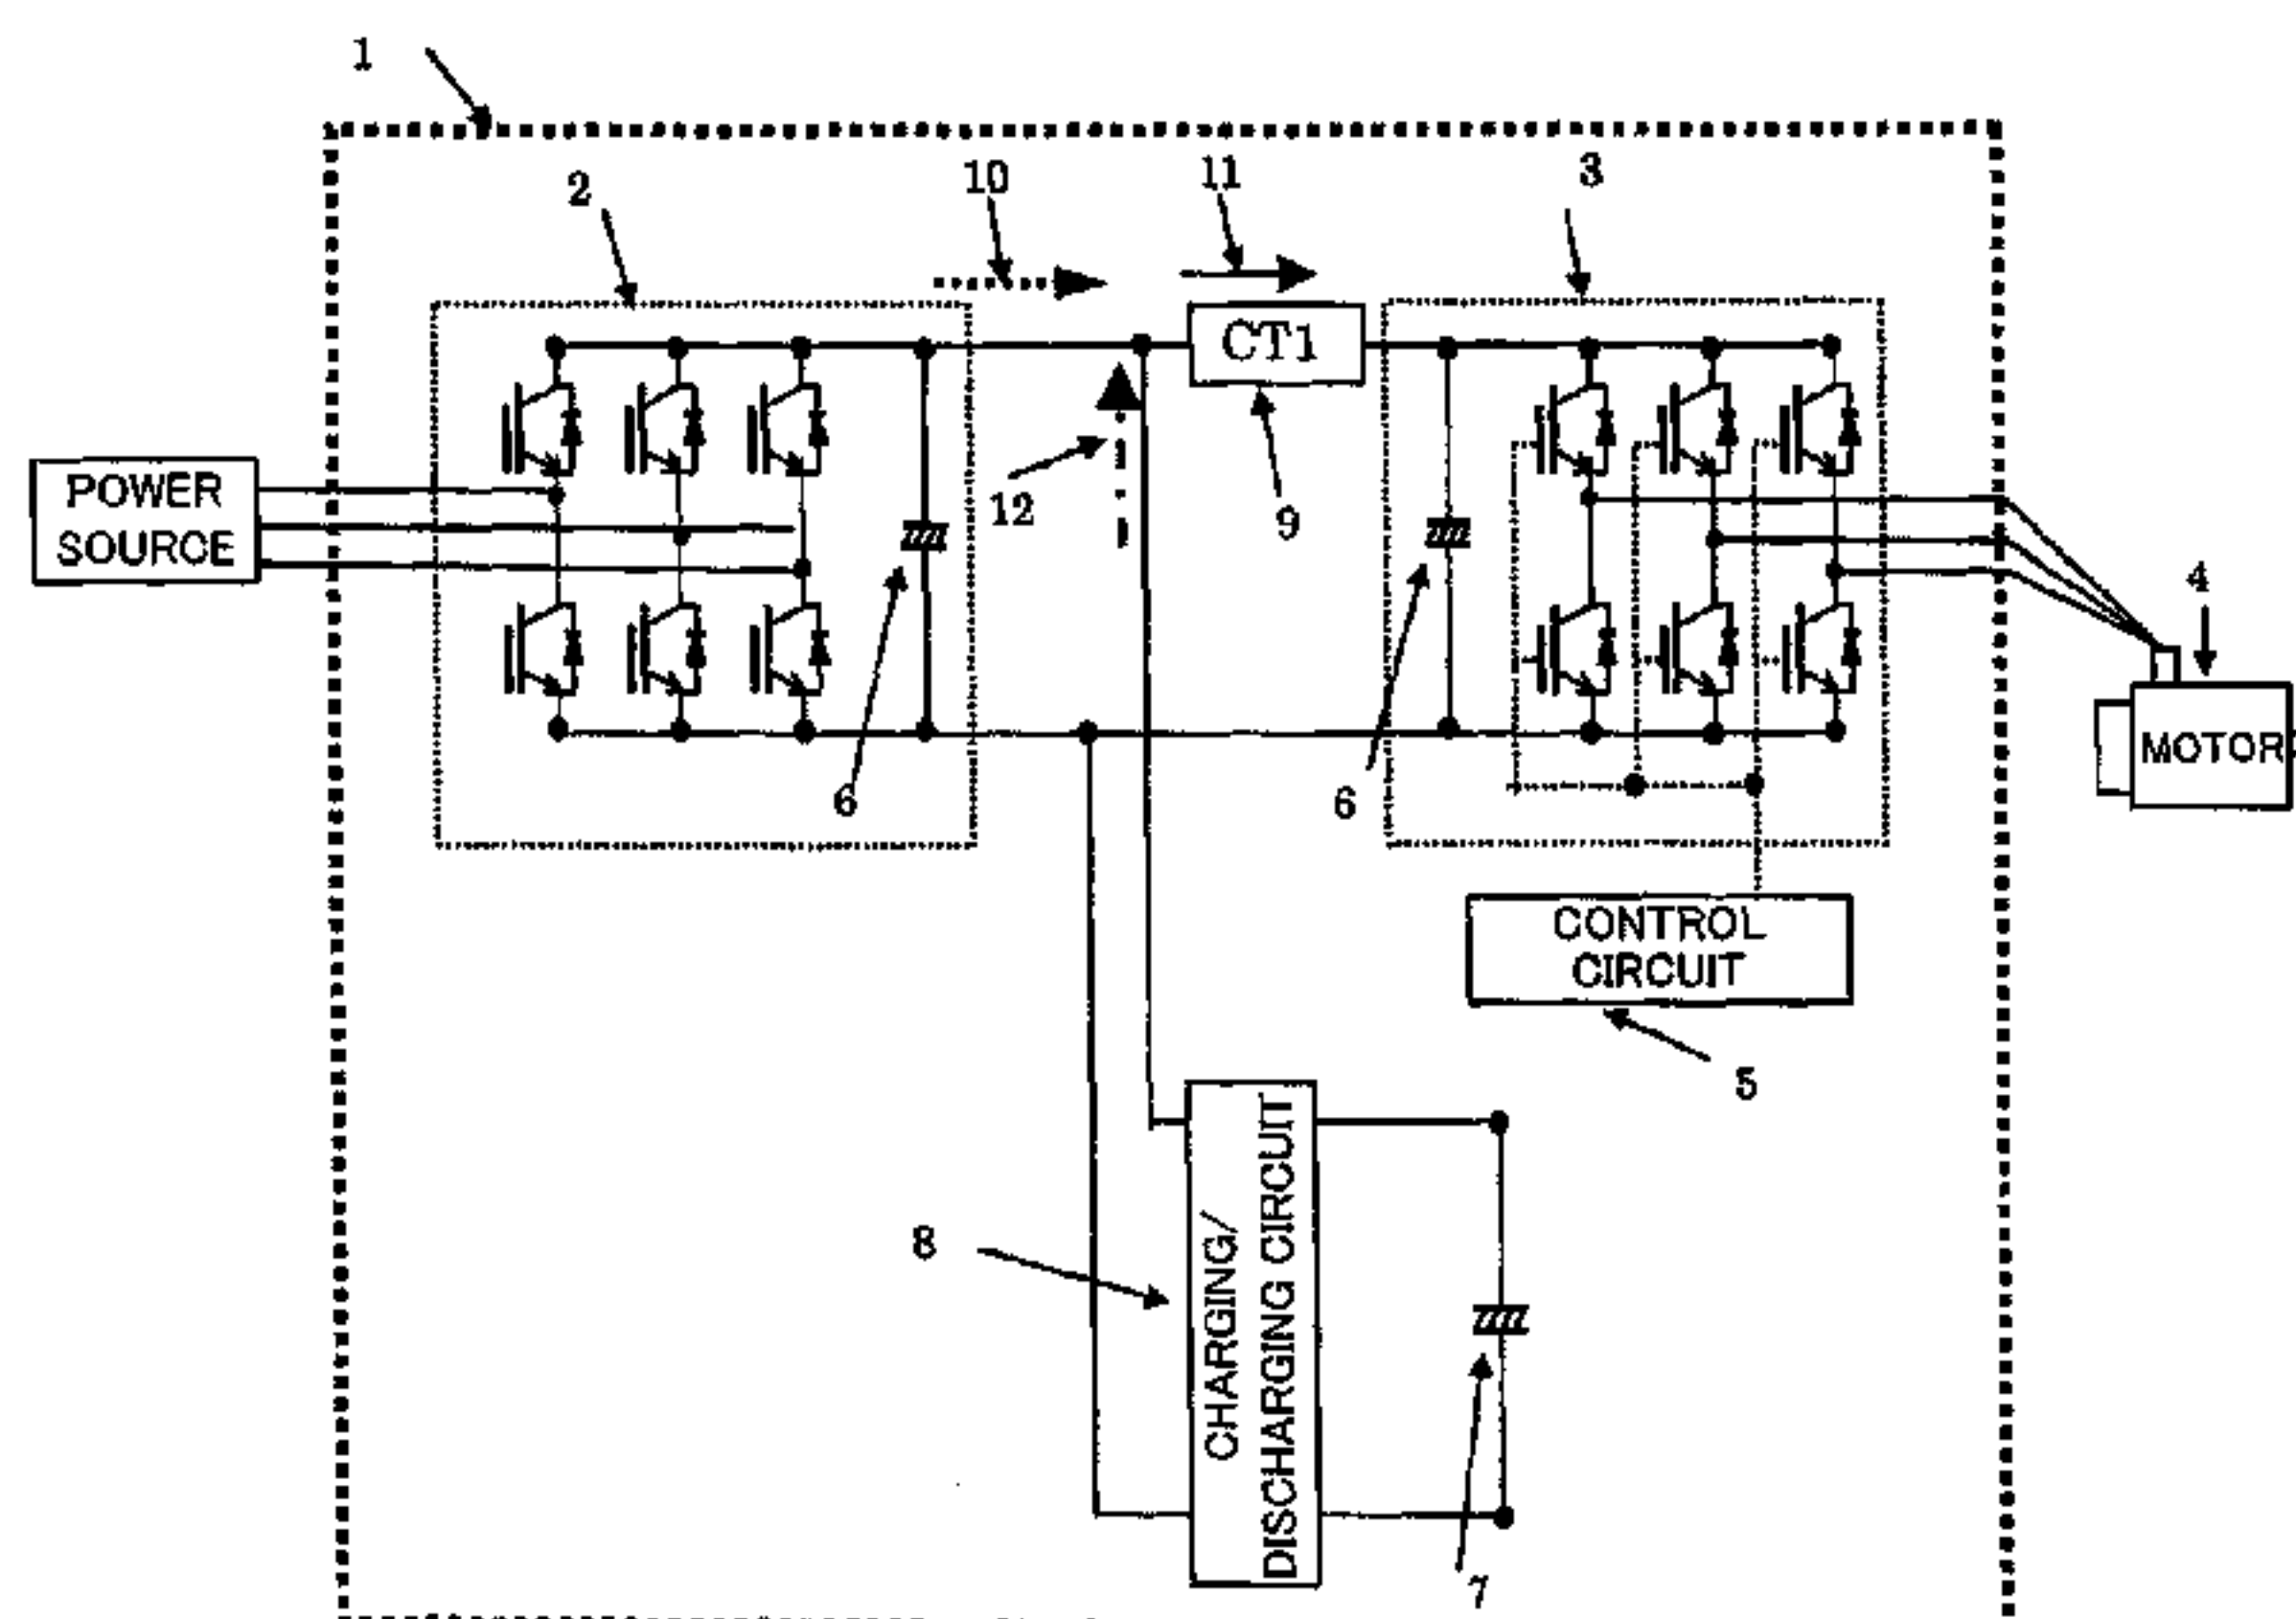 1
2
10
11
3
CT1
POWER
SOURCE
12
9
4
MOTOR
6
6
CONTROL
CIRCUIT
5
8
CHARGING/
DISCHARGING CIRCUIT
7